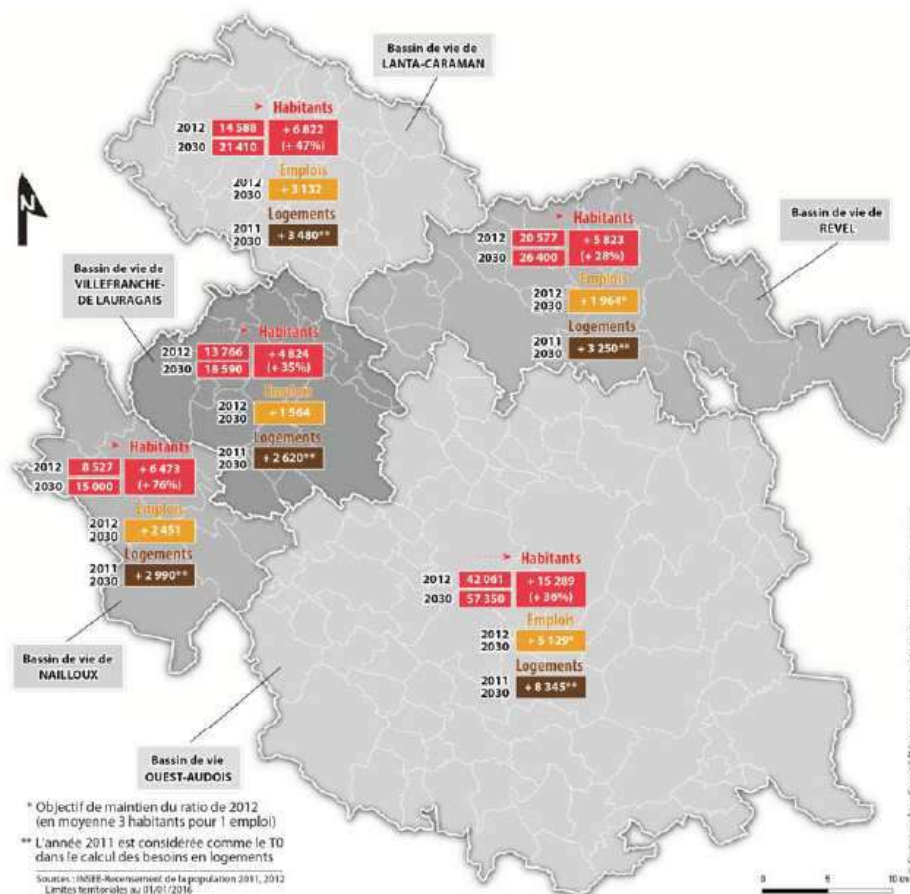 Bassin de vie de
LANTA-CARAMAN
Habitants
2012 14 588 + 6 822
2030 21 410 (+ 47%)
Emplois
2012
2030 + 3 132
Logements
2011
2030 + 3 480**
N
Bassin de vie de
REVEL
Habitants
2012 20 577 + 5 823
2030 26 400 (+ 28%)
Emplois
2012
2030 + 1 964*
Logements
2011
2030 + 3 250**
Bassin de vie de
VILLEFRANCHE-
DE LAURAGAIS
Habitants
2012 13 766 + 4 824
2030 18 590 (+ 35%)
Emplois
2012
2030 + 1 564
Logements
2011
2030 + 2 620**
Habitants
2012 8 527 + 6 473
2030 15 000 (+ 76%)
Emplois
2012
2030 + 2 451
Logements
2011
2030 + 2 990**
Bassin de vie de
NAILLOUX
Habitants
2012 42 061 + 15 289
2030 57 350 (+ 36%)
Emplois
2012
2030 + 5 129*
Logements
2011
2030 + 8 345**
Bassin de vie
OUEST-AUDOIS
* Objectif de maintien du ratio de 2012
(en moyenne 3 habitants pour 1 emploi)
** L'année 2011 est considérée comme le T0
dans le calcul des besoins en logements
Sources : INSEE-Recensement de la population 2011, 2012
Limites territoriales au 01/01/2016
0 10 km